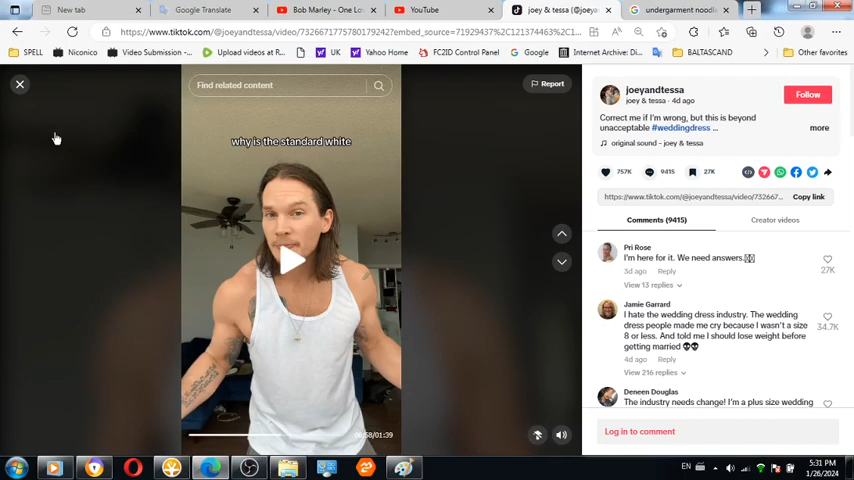 New tab
Google Translate
Bob Marley - One Lov
YouTube
joey & tessa (@joeyandtessa)
undergarment noodle
https://www.tiktok.com/@joeyandtessa/video/7326671775780179242?embed_source=71929437%2C121374463%2C1...
SPELL
Niconico
Video Submission -...
Upload videos at R...
UK
Yahoo Home
FC2ID Control Panel
Google
Internet Archive: Di...
BALTASCAND
Other favorites
Find related content
Report
why is the standard white
/01:39
joeyandtessa
joey & tessa · 4d ago
Follow
Correct me if I'm wrong, but this is beyond
unacceptable #weddingdress ...
more
original sound - joey & tessa
757K
9415
27K
https://www.tiktok.com/@joeyandtessa/video/732667...
Copy link
Comments (9415)
Creator videos
Pri Rose
I'm here for it. We need answers.
3d ago
Reply
27K
View 13 replies
Jamie Garrard
I hate the wedding dress industry. The wedding
dress people made me cry because I wasn't a size
8 or less. And told me I should lose weight before
getting married
34.7K
4d ago
Reply
View 216 replies
Deneen Douglas
The industry needs change! I'm a plus size wedding
Log in to comment
EN
5:31 PM
1/26/2024